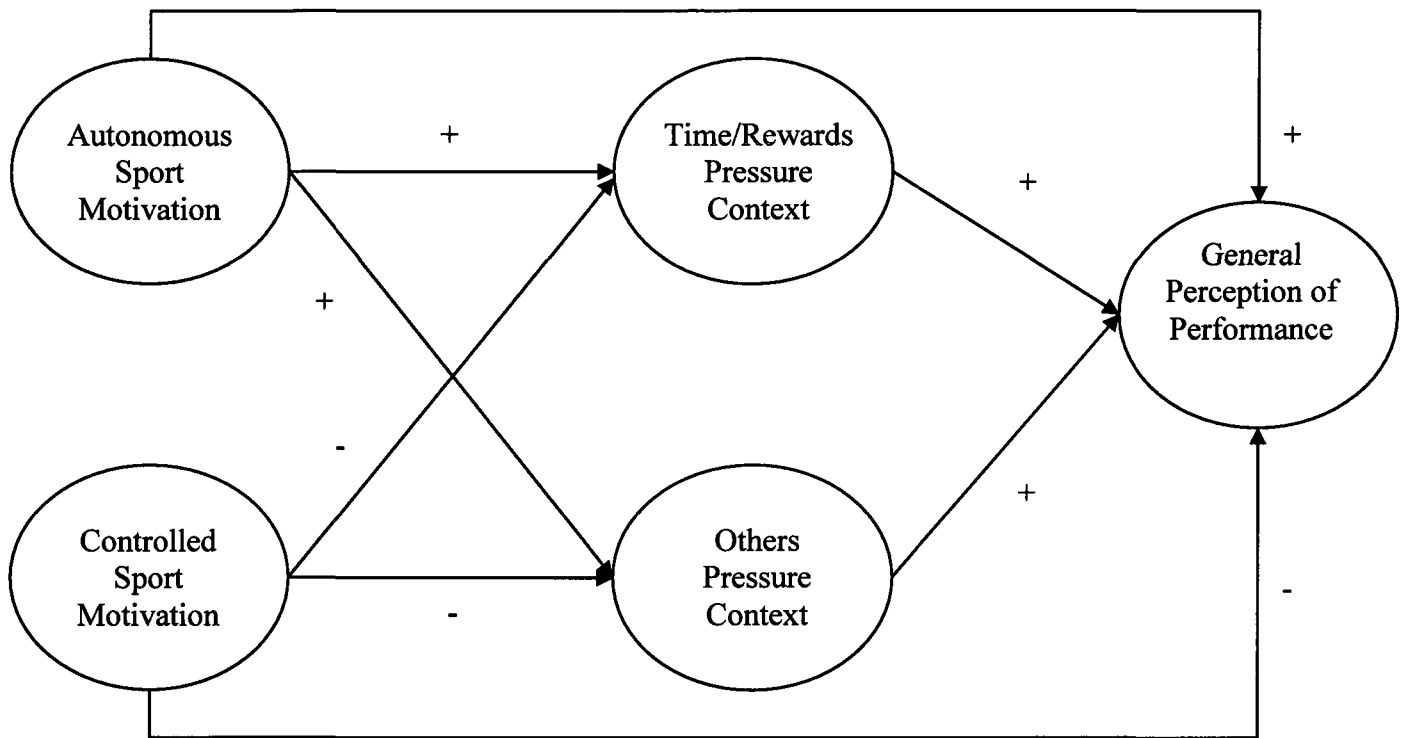 Autonomous
Sport
Motivation
+
Time/Rewards
Pressure
Context
+
+
General
Perception of
Performance
+
-
Controlled
Sport
Motivation
-
Others
Pressure
Context
+
-